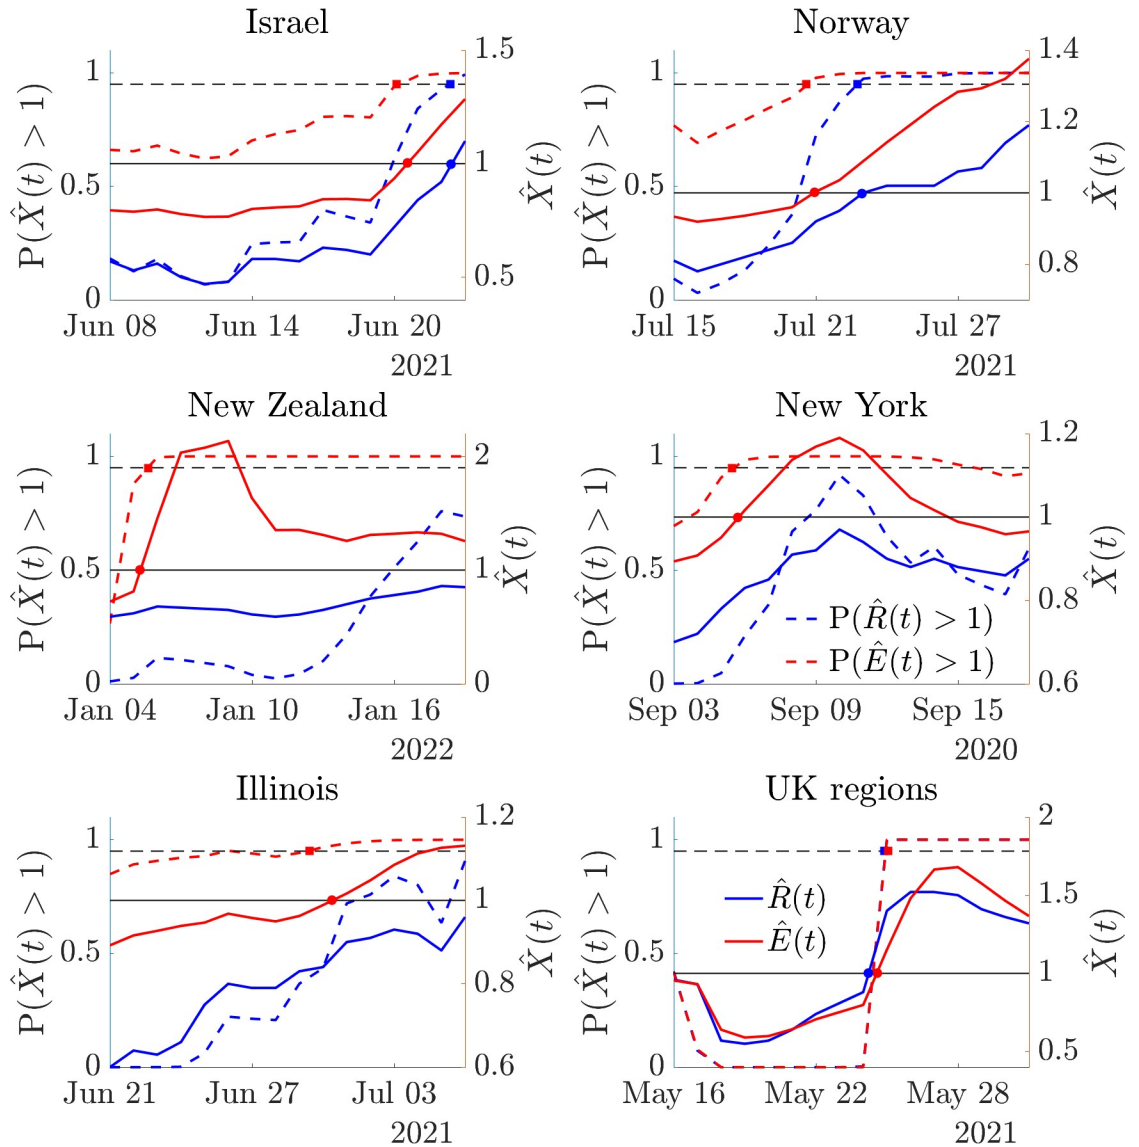 Israel
1
0.5
0
P(X̂(t) > 1)
1.5
1
0.5
X̂(t)
Jun 08
Jun 14
Jun 20
2021
Norway
1
0.5
0
P(X̂(t) > 1)
1.4
1.2
1
0.8
X̂(t)
Jul 15
Jul 21
Jul 27
2021
New Zealand
1
0.5
0
P(X̂(t) > 1)
2
1
0
X̂(t)
Jan 04
Jan 10
Jan 16
2022
New York
1
0.5
0
P(X̂(t) > 1)
1.2
1
0.8
0.6
X̂(t)
P(R̂(t) > 1)
P(Ê(t) > 1)
Sep 03
Sep 09
Sep 15
2020
Illinois
1
0.5
0
P(X̂(t) > 1)
1.2
1
0.8
0.6
X̂(t)
Jun 21
Jun 27
Jul 03
2021
UK regions
1
0.5
0
P(X̂(t) > 1)
2
1.5
1
0.5
X̂(t)
R̂(t)
Ê(t)
May 16
May 22
May 28
2021